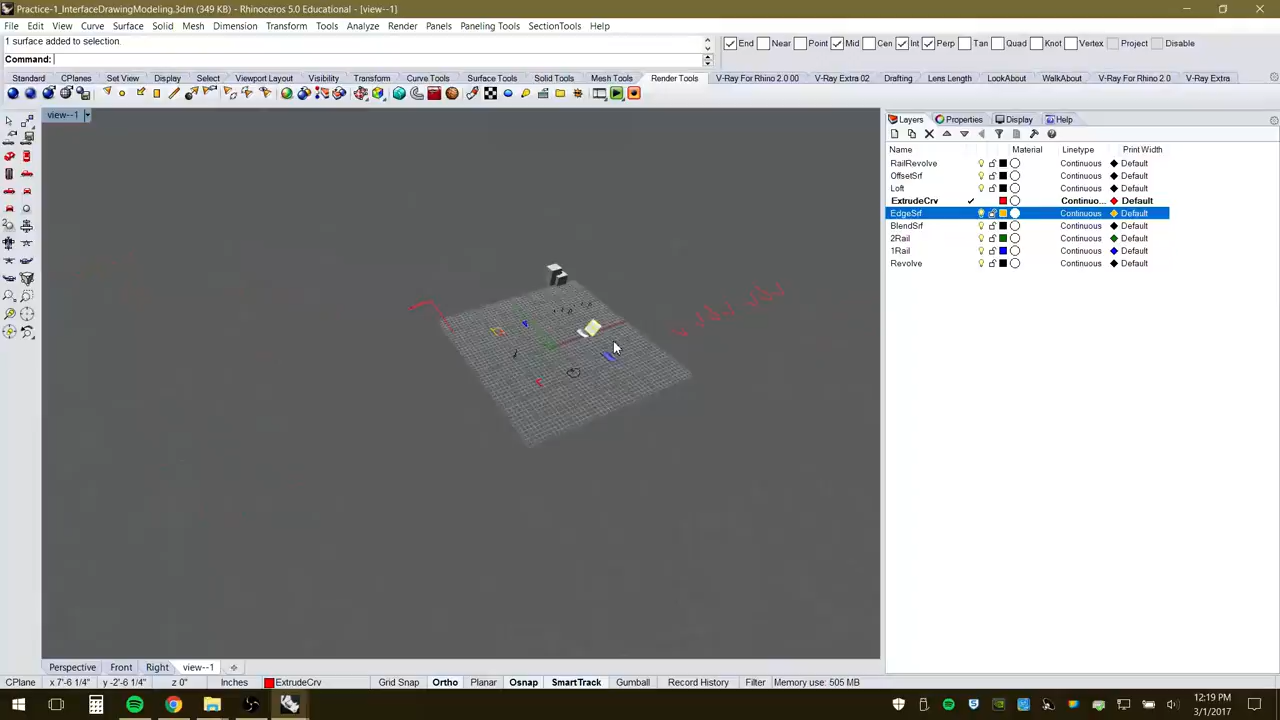 Practice-1_InterfaceDrawingModeling.3dm (349 KB) - Rhinoceros 5.0 Educational - [view--1]
File Edit View Curve Surface Solid Mesh Dimension Transform Tools Analyze Render Panels Paneling Tools SectionTools Help
1 surface added to selection.
Command:
End Near Point Mid Cen Int Perp Tan Quad Knot Vertex Project Disable
Standard CPlanes Set View Display Select Viewport Layout Visibility Transform Curve Tools Surface Tools Solid Tools Mesh Tools Render Tools V-Ray For Rhino 2.0 00 V-Ray Extra 02 Drafting Lens Length LookAbout WalkAbout V-Ray For Rhino 2.0 V-Ray Extra
view--1
Layers Properties Display Help
Name Material Linetype Print Width
RailRevolve Continuous Default
OffsetSrf Continuous Default
Loft Continuous Default
ExtrudeCrv Continuo... Default
EdgeSrf Continuous Default
BlendSrf Continuous Default
2Rail Continuous Default
1Rail Continuous Default
Revolve Continuous Default
Perspective Front Right view--1
CPlane x 7'-6 1/4" y -2'-6 1/4" z 0" Inches ExtrudeCrv Grid Snap Ortho Planar Osnap SmartTrack Gumball Record History Filter Memory use: 505 MB
12:19 PM
3/1/2017